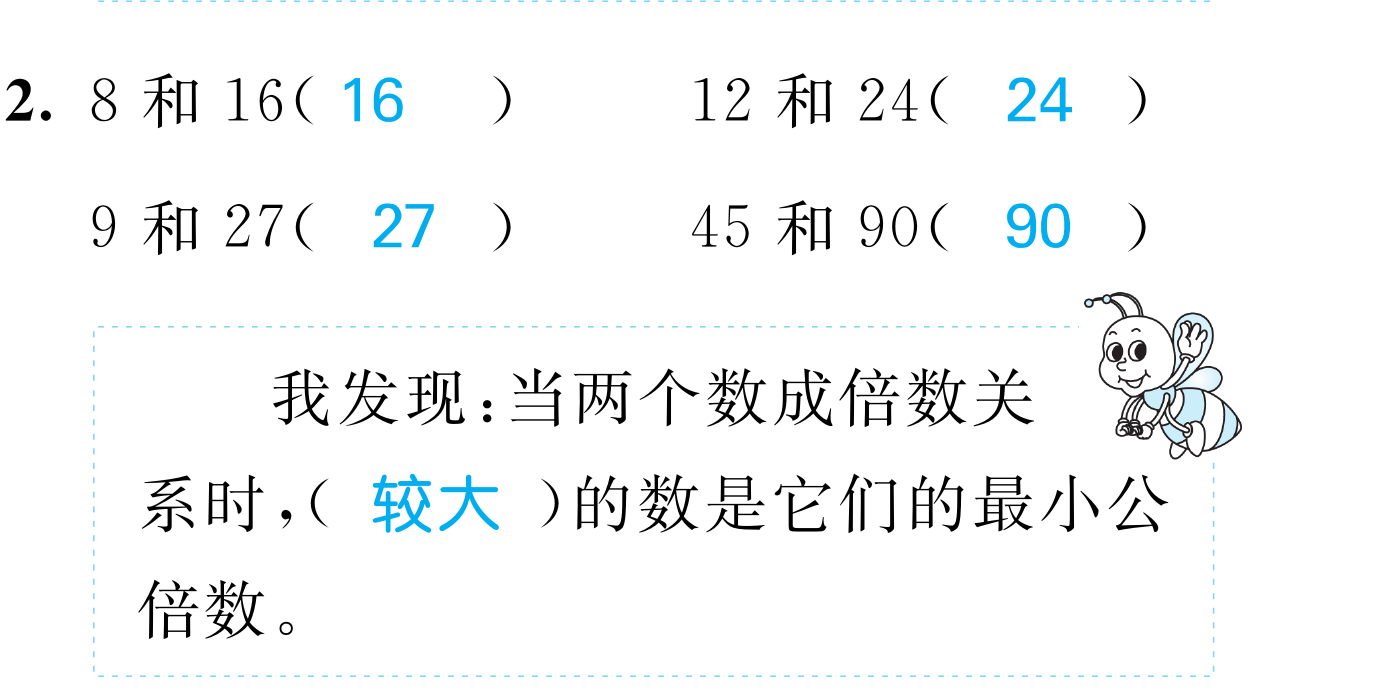 2. 8 和 16( 16 ) 12 和 24( 24 )
9 和 27( 27 ) 45 和 90( 90 )
我发现:当两个数成倍数关
系时,( 较大 )的数是它们的最小公
倍数。